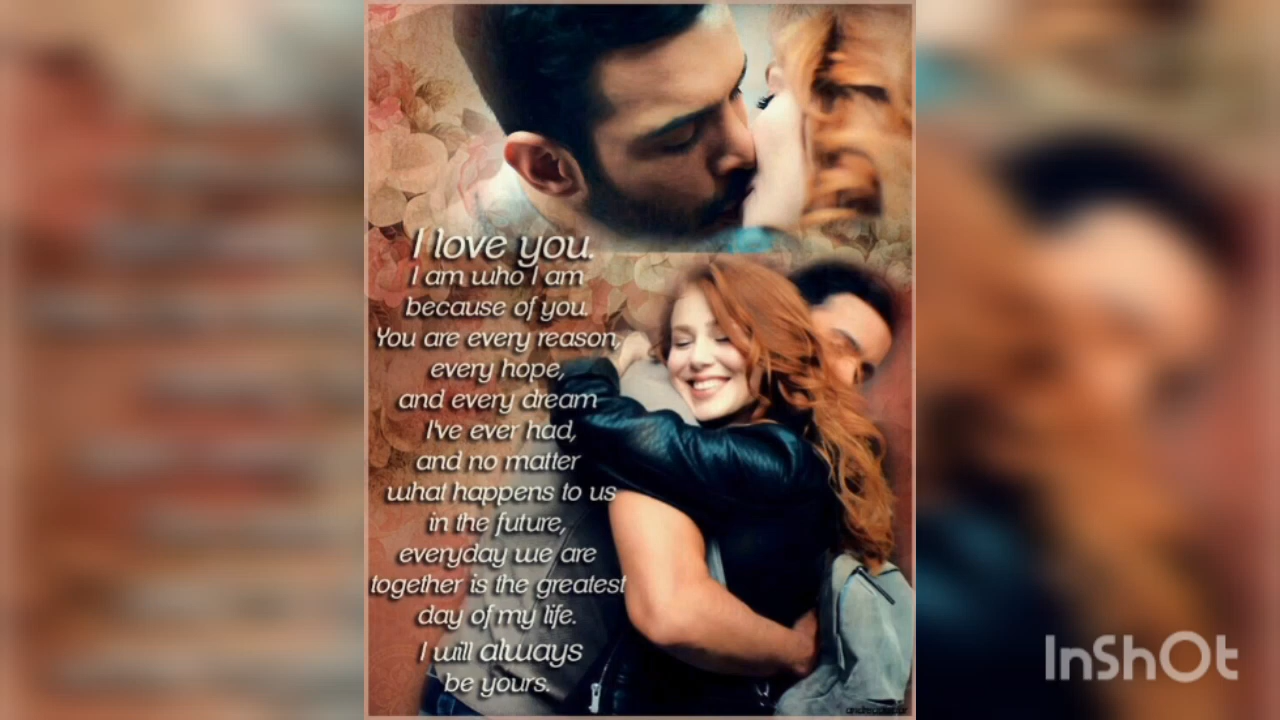 I love you.
I am who I am
because of you.
You are every reason,
every hope,
and every dream
I've ever had,
and no matter
what happens to us
in the future,
everyday we are
together is the greatest
day of my life.
I will always
be yours.
InShOt